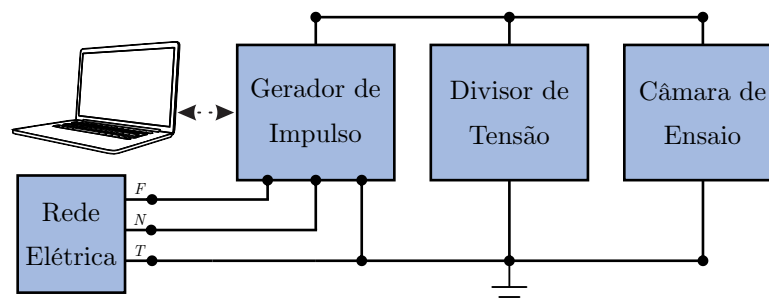 Gerador de
Impulso
Divisor de
Tensão
Câmara de
Ensaio
Rede
Elétrica
F
N
T